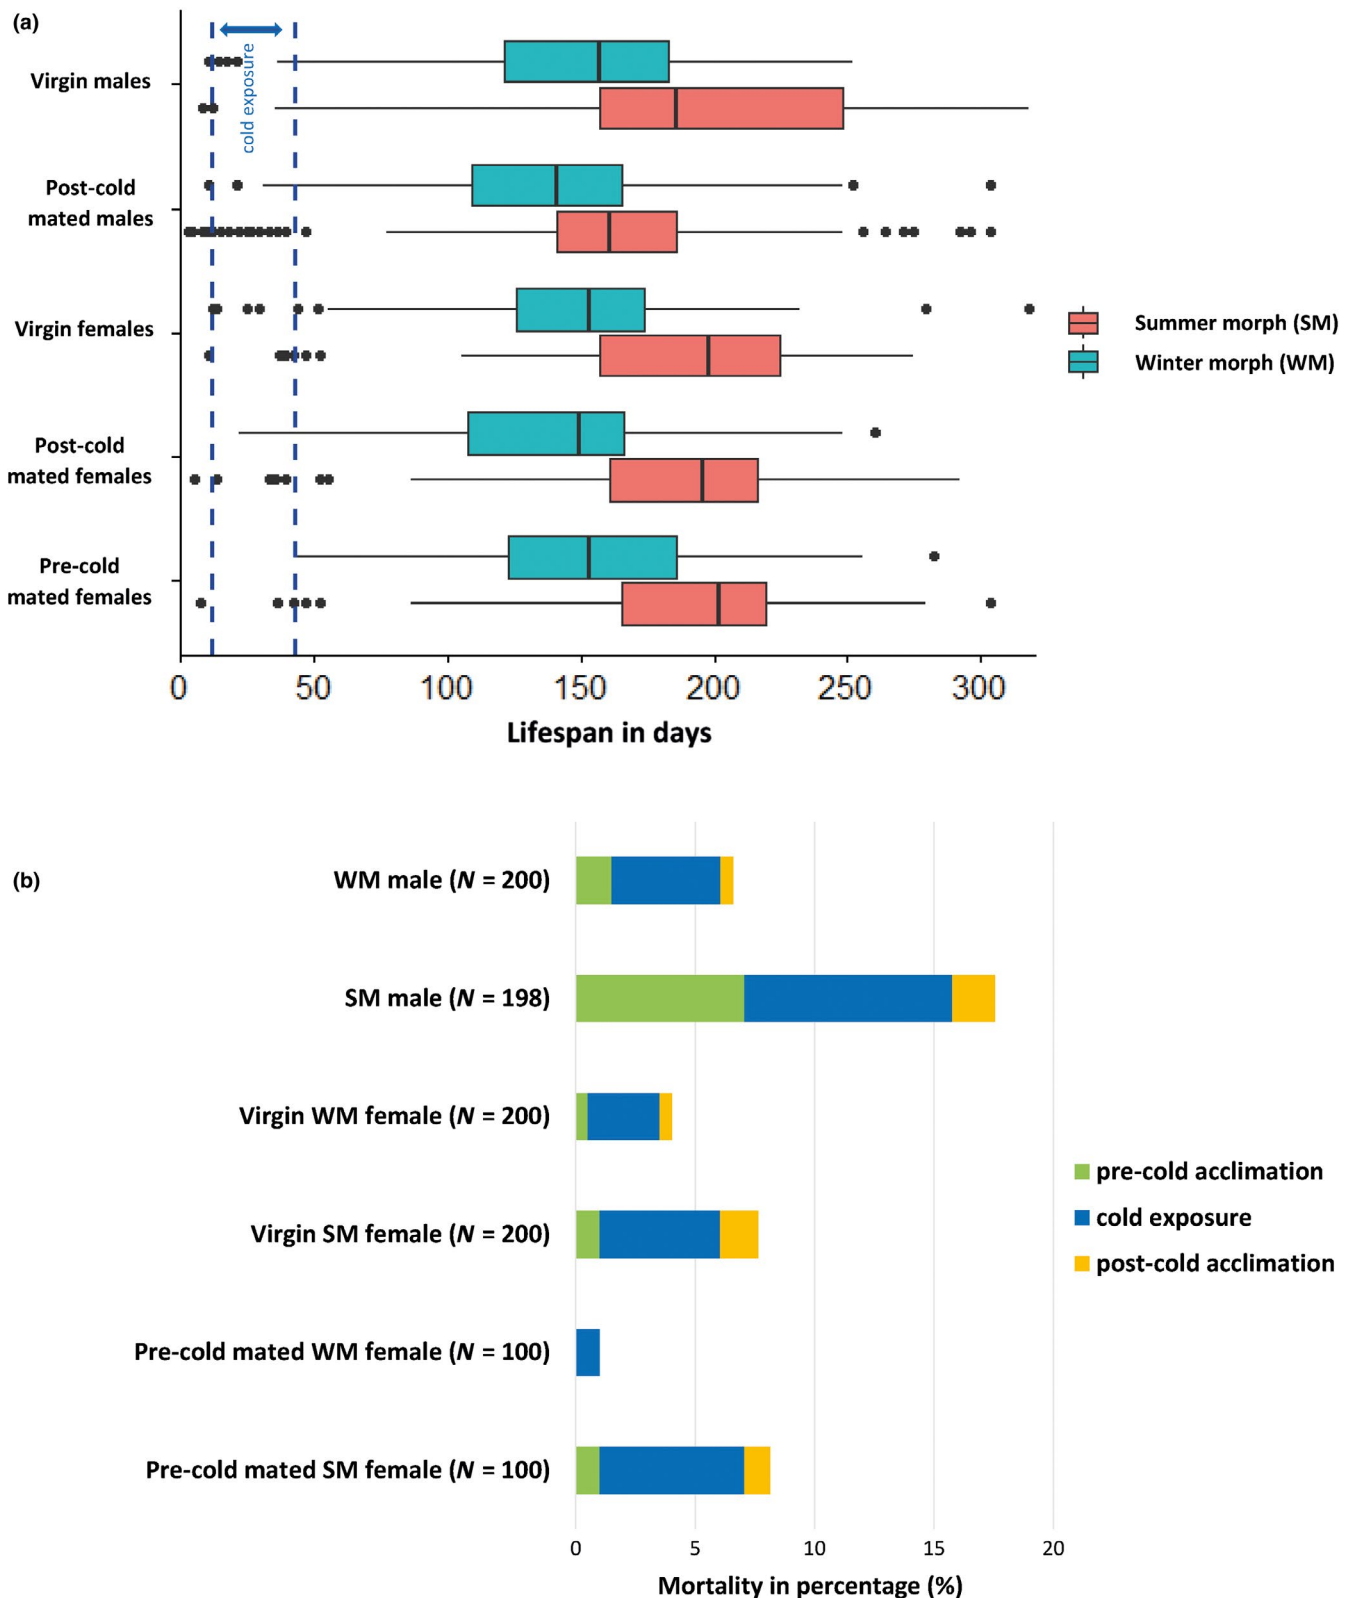 (a)
cold exposure
Virgin males
Post-cold
mated males
Virgin females
Post-cold
mated females
Pre-cold
mated females
Summer morph (SM)
Winter morph (WM)
0 50 100 150 200 250 300
Lifespan in days
(b)
WM male (N = 200)
SM male (N = 198)
Virgin WM female (N = 200)
Virgin SM female (N = 200)
Pre-cold mated WM female (N = 100)
Pre-cold mated SM female (N = 100)
pre-cold acclimation
cold exposure
post-cold acclimation
0 5 10 15 20
Mortality in percentage (%)